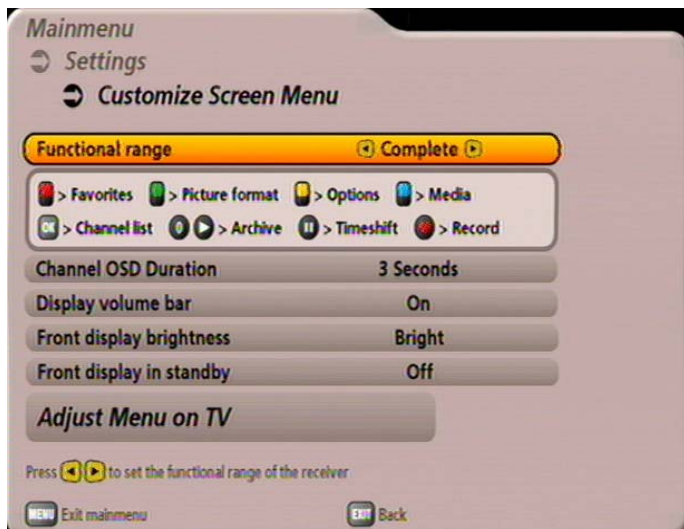 Mainmenu
Settings
Customize Screen Menu
Functional range Complete
> Favorites > Picture format > Options > Media
OK > Channel list 0 > Archive > Timeshift > Record
Channel OSD Duration 3 Seconds
Display volume bar On
Front display brightness Bright
Front display in standby Off
Adjust Menu on TV
Press to set the functional range of the receiver
MENU Exit mainmenu EXIT Back